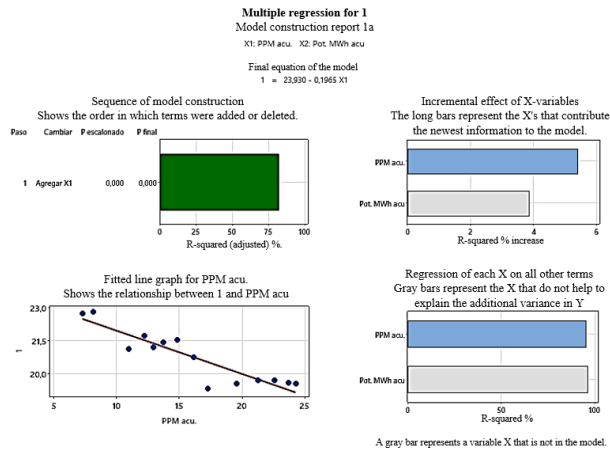 Multiple regression for 1
Model construction report 1a
X1: PPM acu. X2: Pot. MWh acu
Final equation of the model
1 = 23,930 - 0,1965 X1
Sequence of model construction
Shows the order in which terms were added or deleted.
Paso Cambiar P escalonado P final
1 Agregar X1 0,000 0,000
0 25 50 75 100
R-squared (adjusted) %.
Incremental effect of X-variables
The long bars represent the X's that contribute
the newest information to the model.
PPM acu.
Pot. MWh acu
0 2 4 6
R-squared % increase
Fitted line graph for PPM acu.
Shows the relationship between 1 and PPM acu
23,0
21,5
20,0
1
5 10 15 20 25
PPM acu.
Regression of each X on all other terms
Gray bars represent the X that do not help to
explain the additional variance in Y
PPM acu.
Pot. MWh acu
0 50 100
R-squared %
A gray bar represents a variable X that is not in the model.